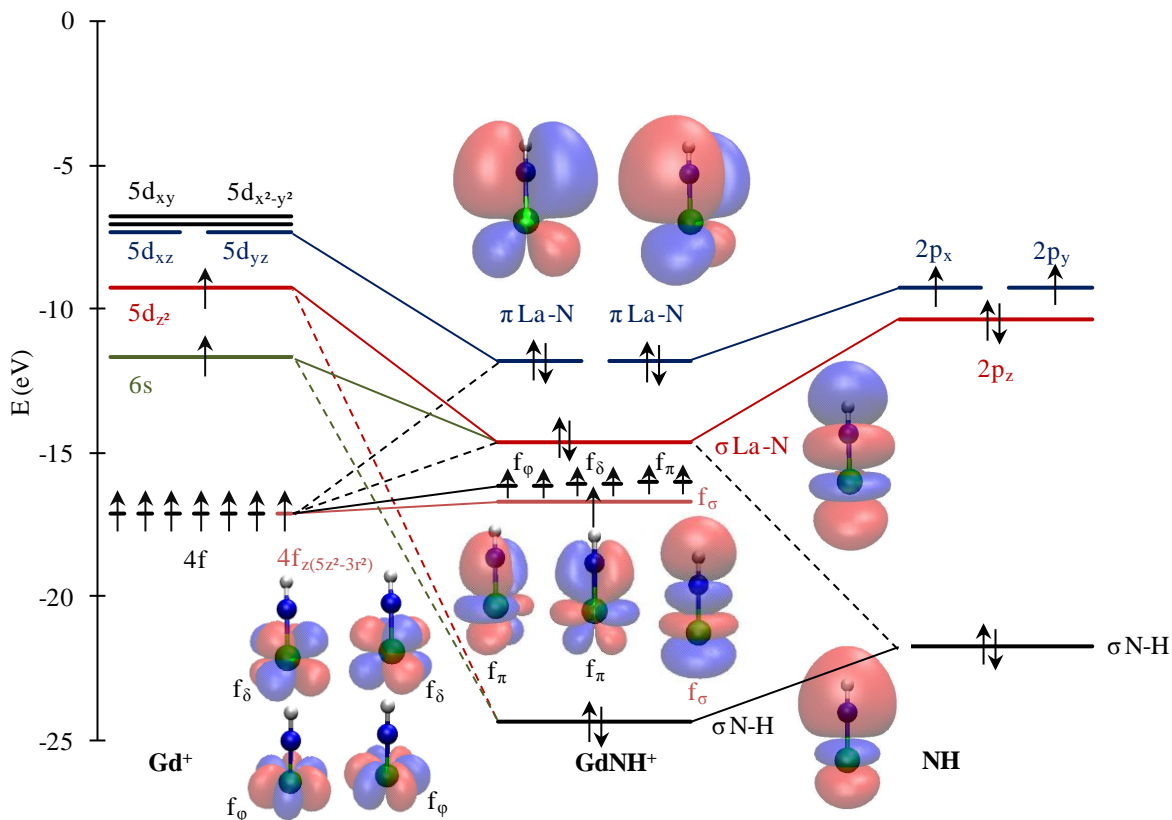 0
-5
-10
-15
-20
-25
E (eV)
5dxy
5dx²-y²
5dxz
5dyz
5dz²
6s
4f
4fz(5z²-3r²)
π La-N
π La-N
σ La-N
fφ
fδ
fπ
fσ
fπ
fπ
fσ
σ N-H
2px
2py
2pz
σ N-H
fδ
fδ
fφ
fφ
Gd⁺
GdNH⁺
NH